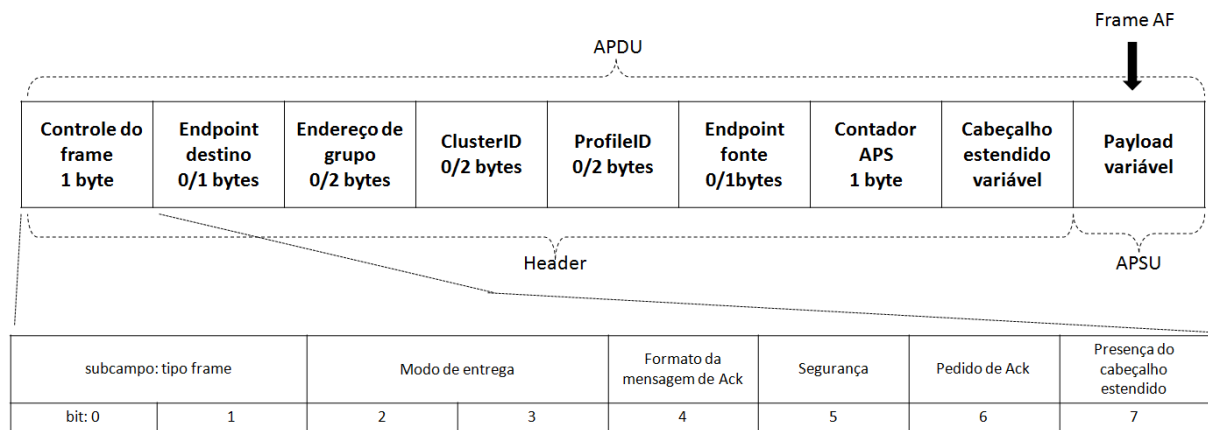 Frame AF
APDU
Controle do
frame
1 byte
Endpoint
destino
0/1 bytes
Endereço de
grupo
0/2 bytes
ClusterID
0/2 bytes
ProfileID
0/2 bytes
Endpoint
fonte
0/1bytes
Contador
APS
1 byte
Cabeçalho
estendido
variável
Payload
variável
Header
APSU
subcampo: tipo frame
Modo de entrega
Formato da
mensagem de Ack
Segurança
Pedido de Ack
Presença do
cabeçalho
estendido
bit: 0
1
2
3
4
5
6
7